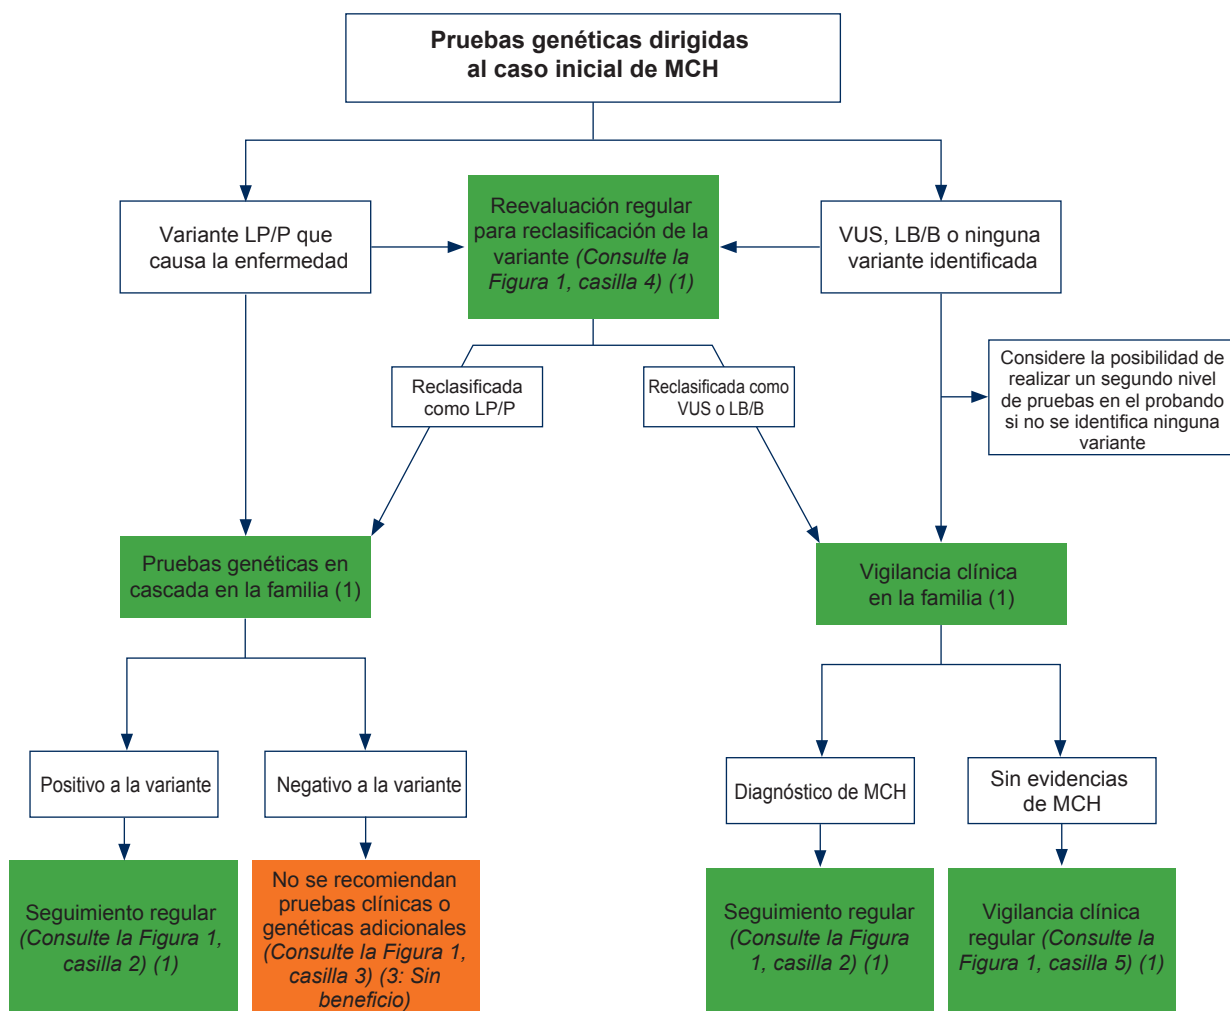 Pruebas genéticas dirigidas
al caso inicial de MCH
Variante LP/P que
causa la enfermedad
Reevaluación regular
para reclasificación de la
variante (Consulte la
Figura 1, casilla 4) (1)
VUS, LB/B o ninguna
variante identificada
Considere la posibilidad de
realizar un segundo nivel
de pruebas en el probando
si no se identifica ninguna
variante
Reclasificada
como LP/P
Reclasificada como
VUS o LB/B
Pruebas genéticas en
cascada en la familia (1)
Vigilancia clínica
en la familia (1)
Positivo a la variante
Negativo a la variante
Diagnóstico de MCH
Sin evidencias
de MCH
Seguimiento regular
(Consulte la Figura 1,
casilla 2) (1)
No se recomiendan
pruebas clínicas o
genéticas adicionales
(Consulte la Figura 1,
casilla 3) (3: Sin
beneficio)
Seguimiento regular
(Consulte la Figura
1, casilla 2) (1)
Vigilancia clínica
regular (Consulte la
Figura 1, casilla 5) (1)